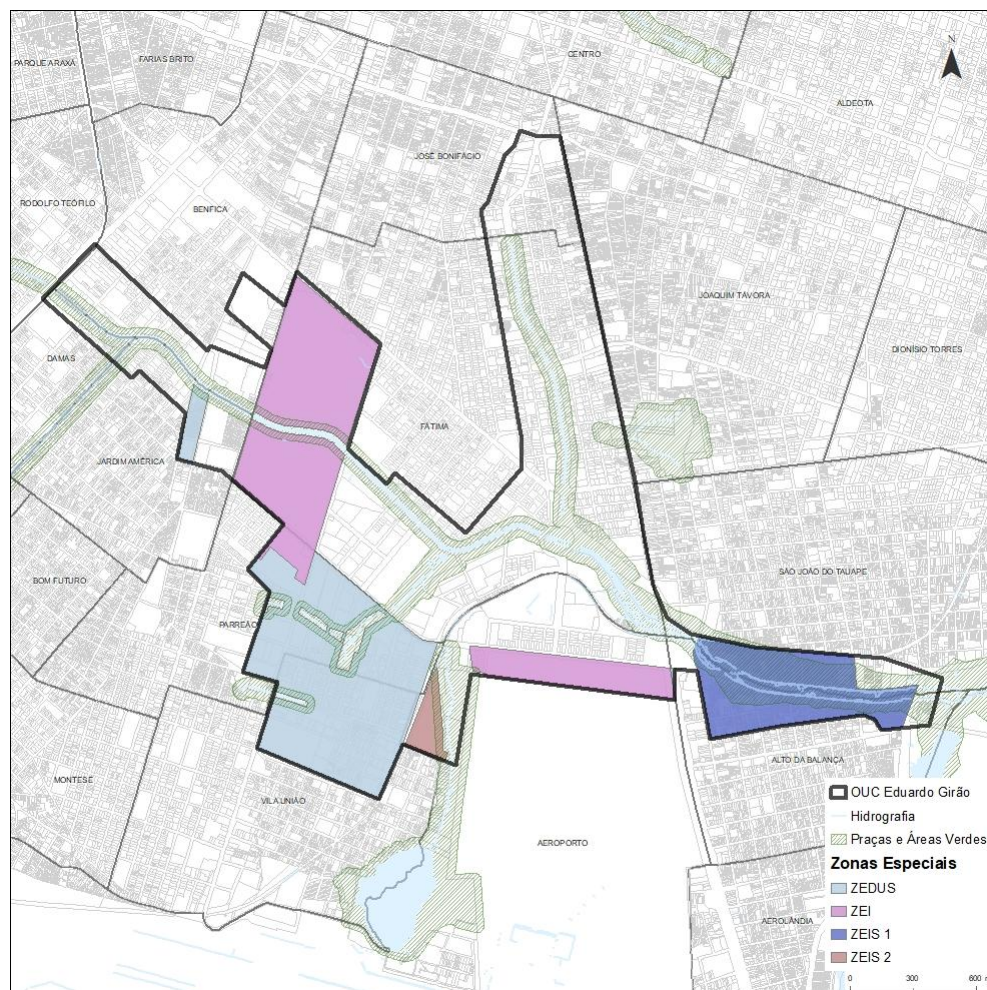 N
CENTRO
PARQUE ARAXÁ
FARIAS BRITO
ALDEOTA
JOSÉ BONIFÁCIO
RODOLFO TEÓFILO
BENFICA
JOAQUIM TÁVORA
DIONÍSIO TORRES
DAMAS
FÁTIMA
JARDIM AMÉRICA
SÃO JOÃO DO TAUAPE
BOM FUTURO
PARREÃO
ALTO DA BALANÇA
MONTESE
VILA UNIÃO
AEROPORTO
AEROLÂNDIA
OUC Eduardo Girão
Hidrografia
Praças e Áreas Verdes
Zonas Especiais
ZEDUS
ZEI
ZEIS 1
ZEIS 2
0 300 600